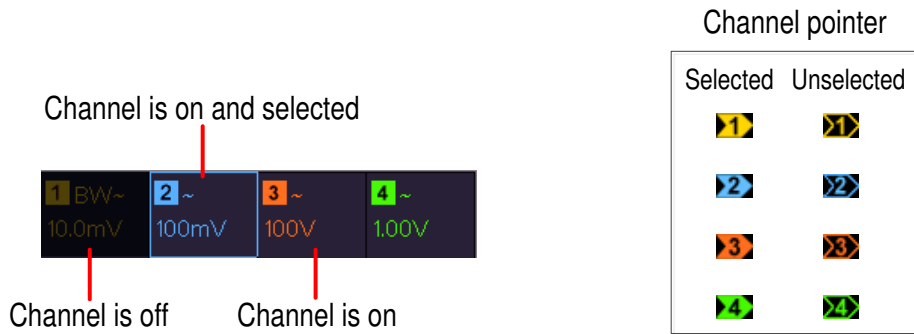 Channel pointer
Selected Unselected
1 1
2 2
3 3
4 4
Channel is on and selected
1 BW~ 2 ~ 3 ~ 4 ~
10.0mV 100mV 100V 1.00V
Channel is off Channel is on